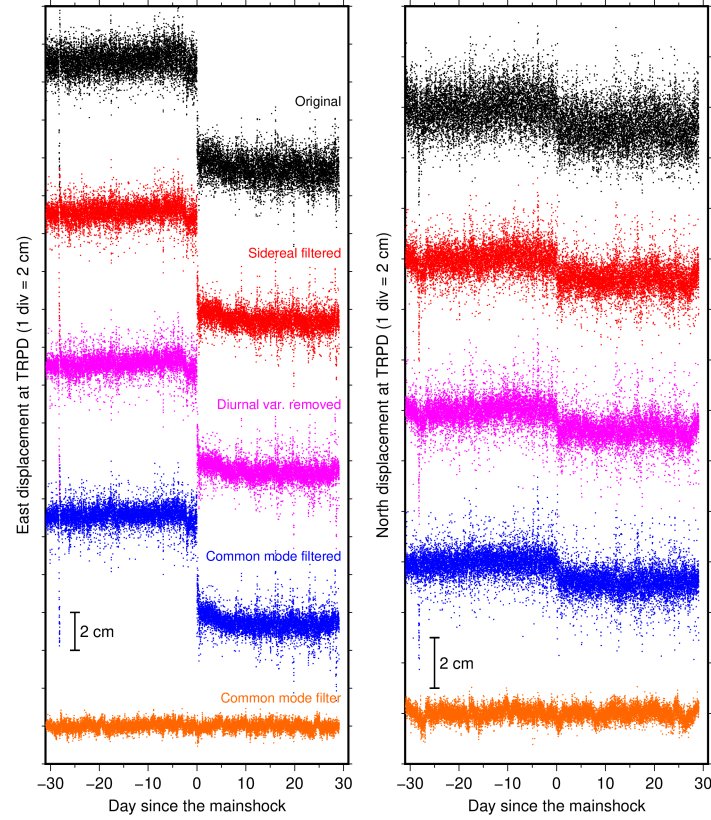 East displacement at TRPD (1 div = 2 cm)
Original
Sidereal filtered
Diurnal var. removed
Common mode filtered
2 cm
Common mode filter
−30 −20 −10 0 10 20 30
Day since the mainshock
North displacement at TRPD (1 div = 2 cm)
2 cm
−30 −20 −10 0 10 20 30
Day since the mainshock